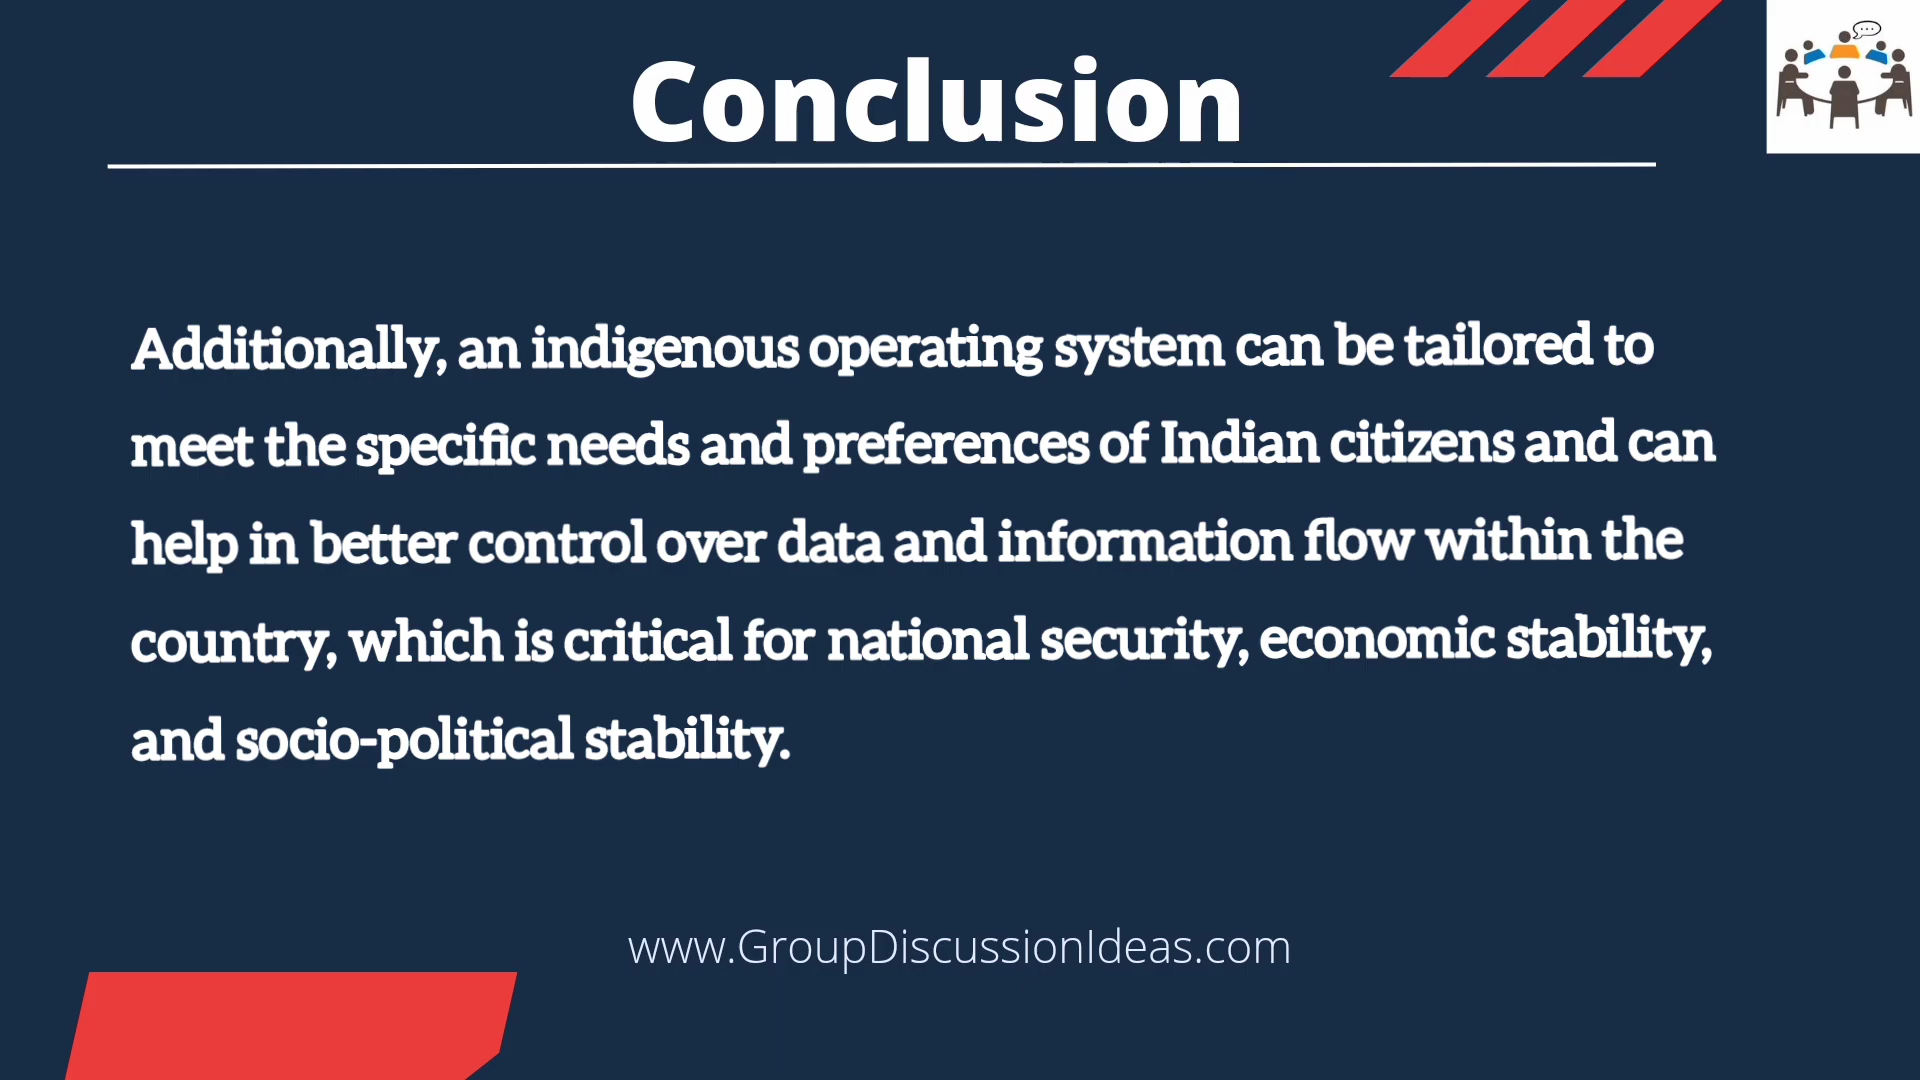 Conclusion
Additionally, an indigenous operating system can be tailored to
meet the specific needs and preferences of Indian citizens and can
help in better control over data and information flow within the
country, which is critical for national security, economic stability,
and socio-political stability.
www.GroupDiscussionIdeas.com